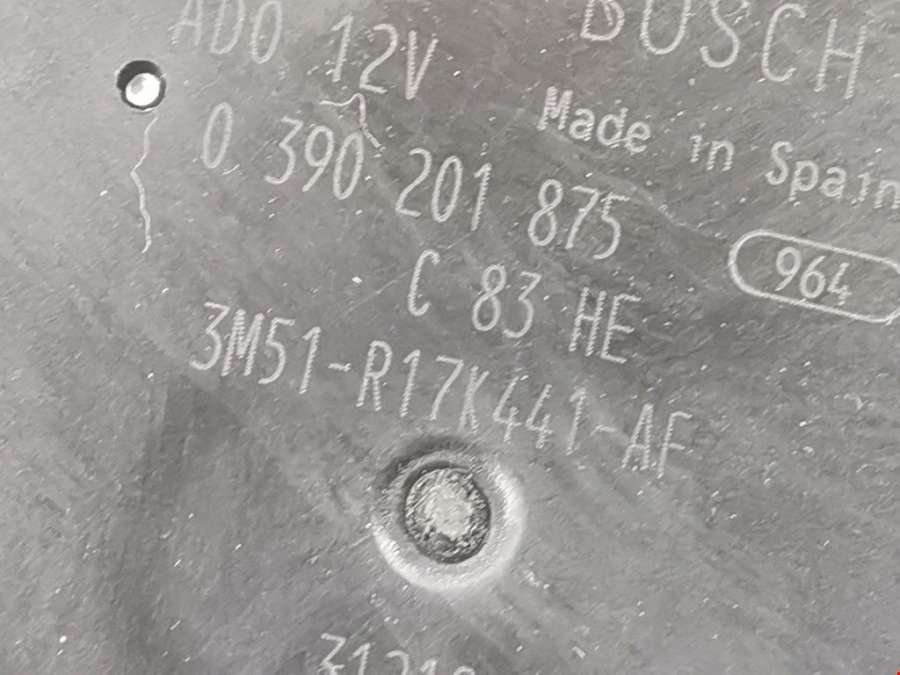 ADO 12V
BOSCH
Made in Spain
0 390 201 875
964
C 83 HE
3M51-R17K441-AF